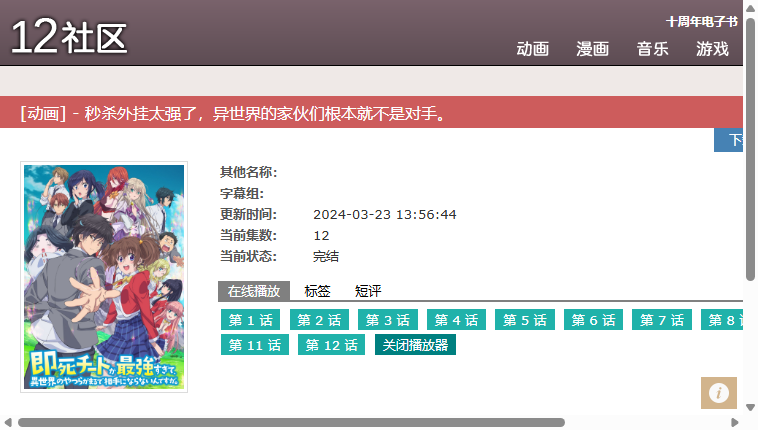 十周年电子书
12社区
动画 漫画 音乐 游戏
[动画] - 秒杀外挂太强了，异世界的家伙们根本就不是对手。
其他名称:
字幕组:
更新时间: 2024-03-23 13:56:44
当前集数: 12
当前状态: 完结
在线播放 标签 短评
第 1 话 第 2 话 第 3 话 第 4 话 第 5 话 第 6 话 第 7 话 第 8
第 11 话 第 12 话 关闭播放器
即死チートが最強すぎて、
異世界のやつらがまるで相手にならないんですが。